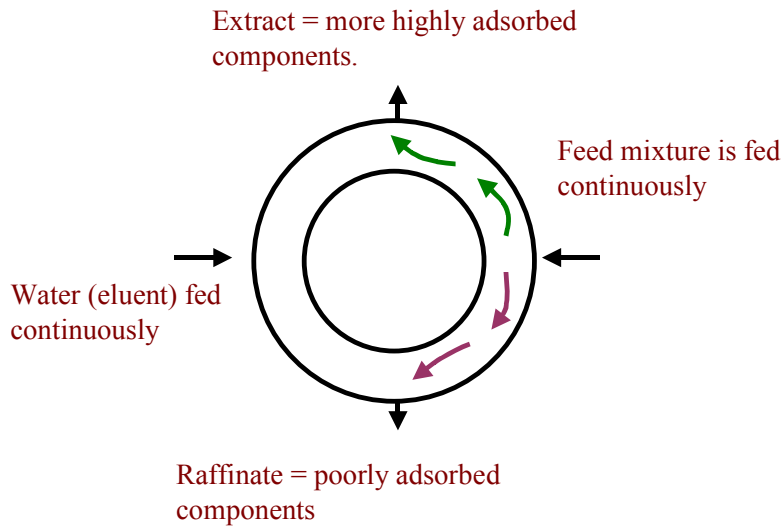 Extract = more highly adsorbed
components.
Feed mixture is fed
continuously
Water (eluent) fed
continuously
Raffinate = poorly adsorbed
components